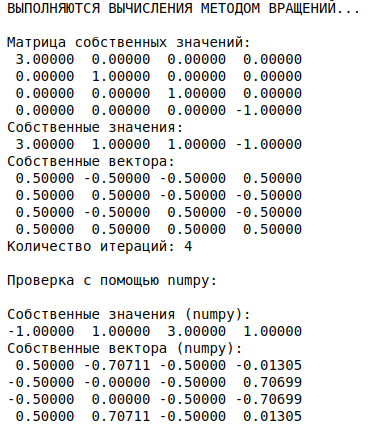 ВЫПОЛНЯЮТСЯ ВЫЧИСЛЕНИЯ МЕТОДОМ ВРАЩЕНИЙ...
Матрица собственных значений:
3.00000 0.00000 0.00000 0.00000
0.00000 1.00000 0.00000 0.00000
0.00000 0.00000 1.00000 0.00000
0.00000 0.00000 0.00000 -1.00000
Собственные значения:
3.00000 1.00000 1.00000 -1.00000
Собственные вектора:
0.50000 -0.50000 -0.50000 0.50000
0.50000 0.50000 -0.50000 -0.50000
0.50000 -0.50000 0.50000 -0.50000
0.50000 0.50000 0.50000 0.50000
Количество итераций: 4
Проверка с помощью numpy:
Собственные значения (numpy):
-1.00000 1.00000 3.00000 1.00000
Собственные вектора (numpy):
0.50000 -0.70711 -0.50000 -0.01305
-0.50000 -0.00000 -0.50000 0.70699
-0.50000 0.00000 -0.50000 -0.70699
0.50000 0.70711 -0.50000 0.01305